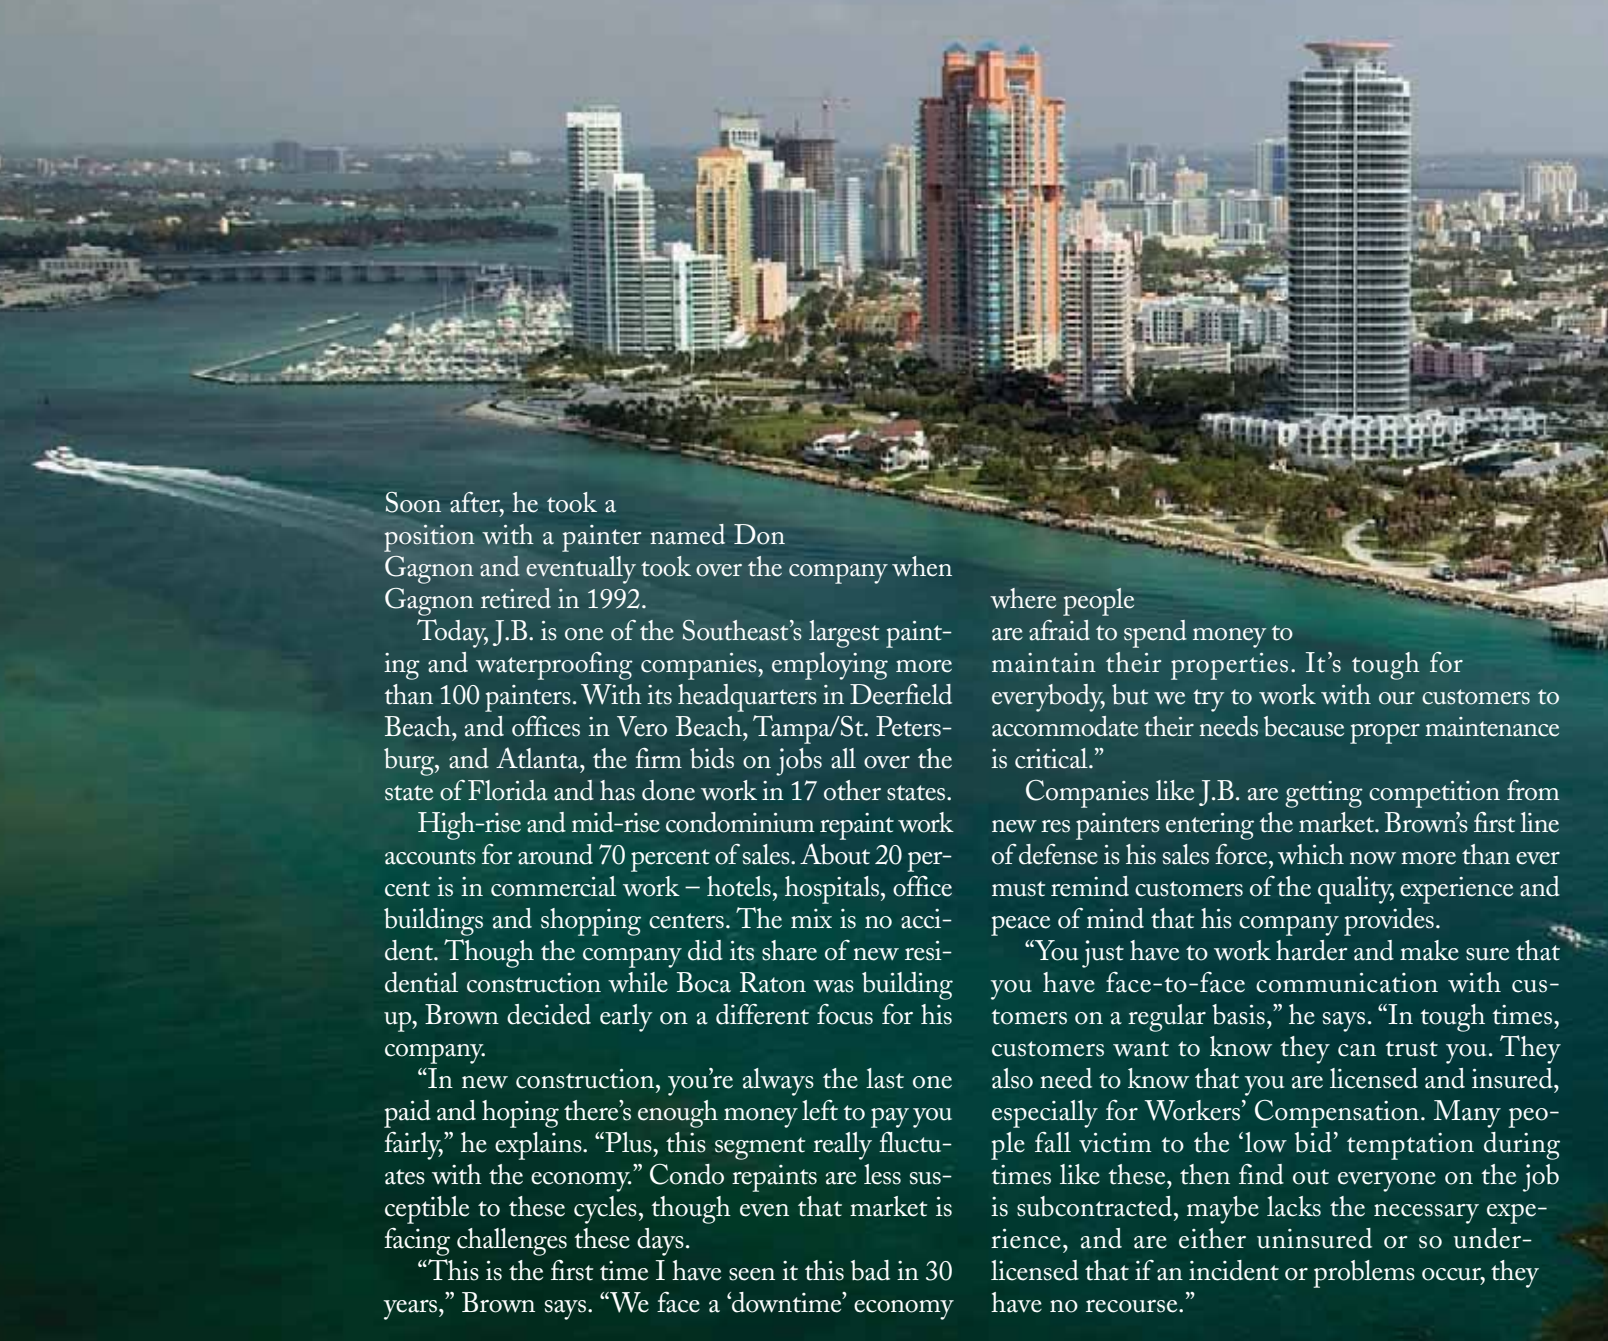 Soon after, he took a
position with a painter named Don
Gagnon and eventually took over the company when
Gagnon retired in 1992.
Today, J.B. is one of the Southeast’s largest paint-
ing and waterproofing companies, employing more
than 100 painters. With its headquarters in Deerfield
Beach, and offices in Vero Beach, Tampa/St. Peters-
burg, and Atlanta, the firm bids on jobs all over the
state of Florida and has done work in 17 other states.
High-rise and mid-rise condominium repaint work
accounts for around 70 percent of sales. About 20 per-
cent is in commercial work – hotels, hospitals, office
buildings and shopping centers. The mix is no acci-
dent. Though the company did its share of new resi-
dential construction while Boca Raton was building
up, Brown decided early on a different focus for his
company.
“In new construction, you’re always the last one
paid and hoping there’s enough money left to pay you
fairly,” he explains. “Plus, this segment really fluctu-
ates with the economy.” Condo repaints are less sus-
ceptible to these cycles, though even that market is
facing challenges these days.
“This is the first time I have seen it this bad in 30
years,” Brown says. “We face a ‘downtime’ economy
where people
are afraid to spend money to
maintain their properties. It’s tough for
everybody, but we try to work with our customers to
accommodate their needs because proper maintenance
is critical.”
Companies like J.B. are getting competition from
new res painters entering the market. Brown’s first line
of defense is his sales force, which now more than ever
must remind customers of the quality, experience and
peace of mind that his company provides.
“You just have to work harder and make sure that
you have face-to-face communication with cus-
tomers on a regular basis,” he says. “In tough times,
customers want to know they can trust you. They
also need to know that you are licensed and insured,
especially for Workers’ Compensation. Many peo-
ple fall victim to the ‘low bid’ temptation during
times like these, then find out everyone on the job
is subcontracted, maybe lacks the necessary expe-
rience, and are either uninsured or so under-
licensed that if an incident or problems occur, they
have no recourse.”